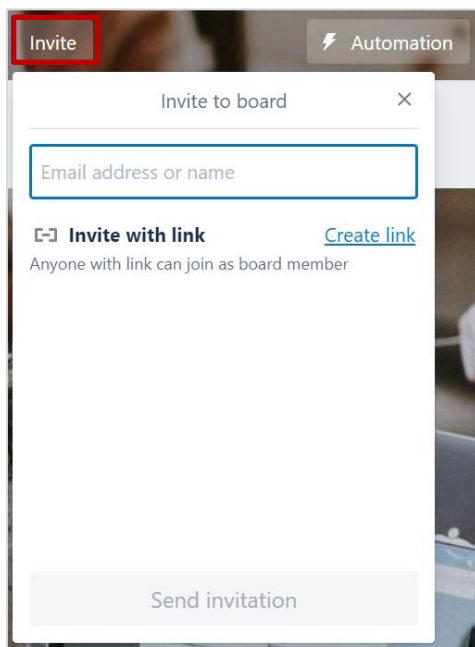 Invite
Automation
Invite to board
Email address or name
Invite with link
Create link
Anyone with link can join as board member
Send invitation